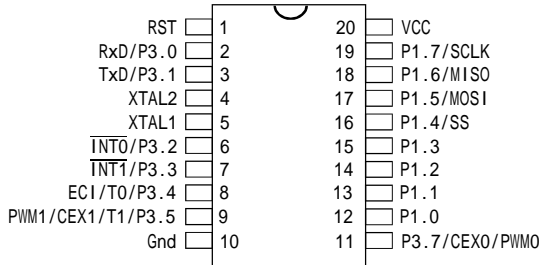 RST 1 20 VCC
RxD/P3.0 2 19 P1.7/SCLK
TxD/P3.1 3 18 P1.6/MISO
XTAL2 4 17 P1.5/MOSI
XTAL1 5 16 P1.4/SS
INT0/P3.2 6 15 P1.3
INT1/P3.3 7 14 P1.2
ECI/T0/P3.4 8 13 P1.1
PWM1/CEX1/T1/P3.5 9 12 P1.0
Gnd 10 11 P3.7/CEX0/PWM0